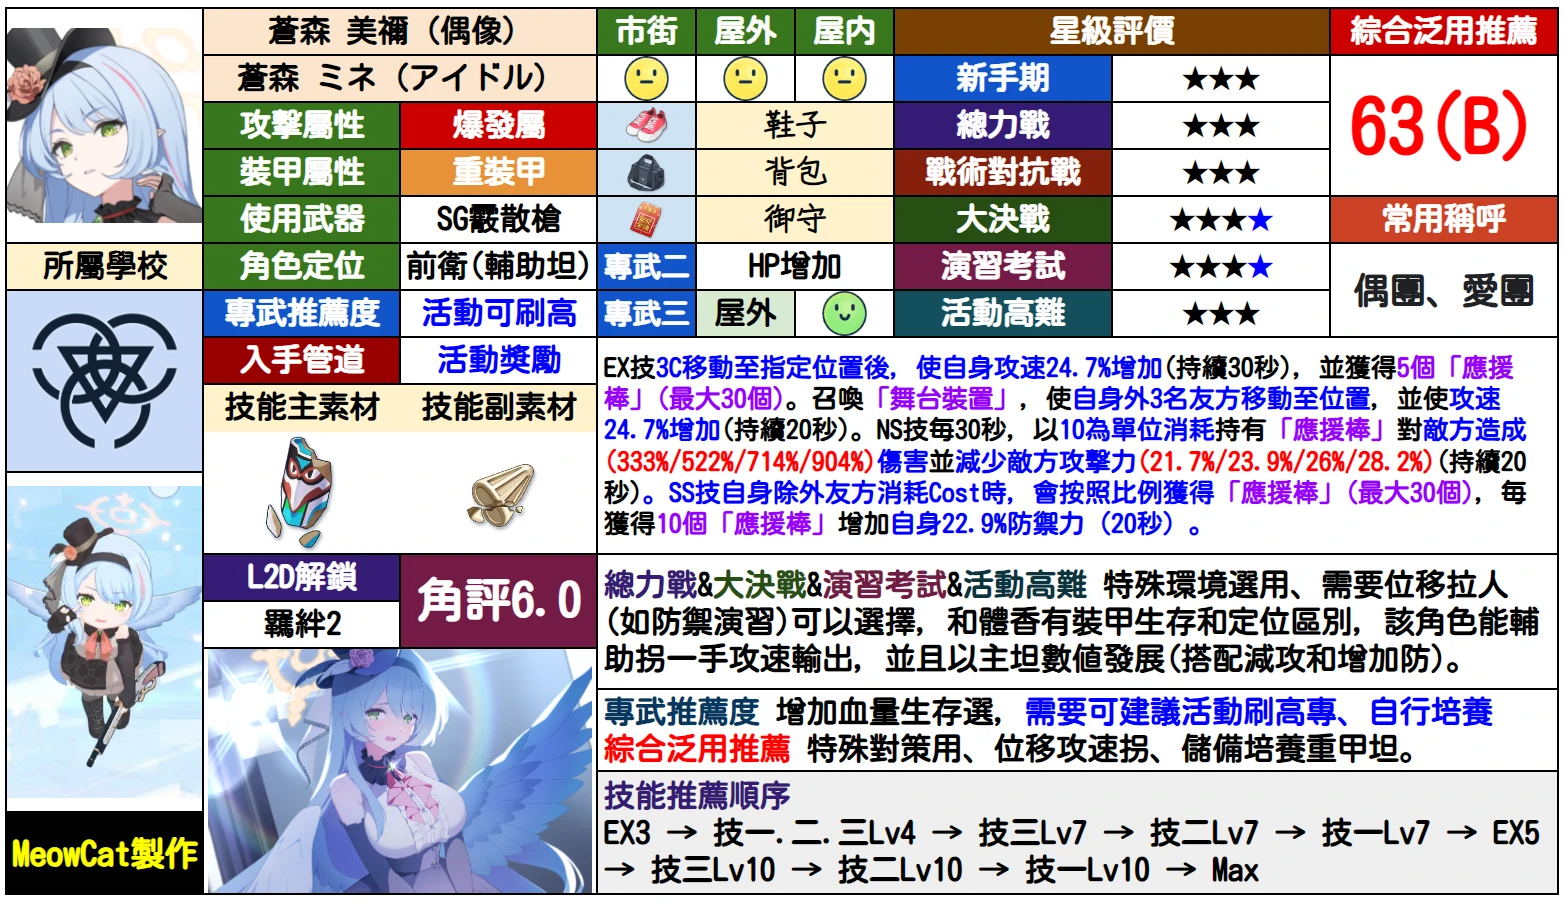 蒼森 美禰 (偶像)
蒼森 ミネ (アイドル)
市街 屋外 屋內
星級評價
綜合泛用推薦
新手期 ★★★
63(B)
攻擊屬性 爆發屬
鞋子
總力戰 ★★★
裝甲屬性 重裝甲
背包
戰術對抗戰 ★★★
使用武器 SG霰散槍
御守
大決戰 ★★★★
常用稱呼
所屬學校
角色定位 前衛(輔助坦)
專武二 HP增加
演習考試 ★★★★
偶團、愛團
專武推薦度 活動可刷高
專武三 屋外
活動高難 ★★★
入手管道 活動獎勵
技能主素材 技能副素材
EX技3C移動至指定位置後, 使自身攻速24.7%增加(持續30秒), 並獲得5個「應援
棒」(最大30個)。召喚「舞台裝置」, 使自身外3名友方移動至位置, 並使攻速
24.7%增加(持續20秒)。NS技每30秒, 以10為單位消耗持有「應援棒」對敵方造成
(333%/522%/714%/904%)傷害並減少敵方攻擊力(21.7%/23.9%/26%/28.2%)(持續20
秒)。SS技自身除外友方消耗Cost時, 會按照比例獲得「應援棒」(最大30個), 每
獲得10個「應援棒」增加自身22.9%防禦力 (20秒) 。
L2D解鎖
羈絆2
角評6.0
總力戰&大決戰&演習考試&活動高難 特殊環境選用、需要位移拉人
(如防禦演習)可以選擇, 和體香有裝甲生存和定位區別, 該角色能輔
助拐一手攻速輸出, 並且以主坦數值發展(搭配減攻和增加防)。
專武推薦度 增加血量生存選, 需要可建議活動刷高專、自行培養
綜合泛用推薦 特殊對策用、位移攻速拐、儲備培養重甲坦。
技能推薦順序
EX3 → 技一.二.三Lv4 → 技三Lv7 → 技二Lv7 → 技一Lv7 → EX5
→ 技三Lv10 → 技二Lv10 → 技一Lv10 → Max
MeowCat製作